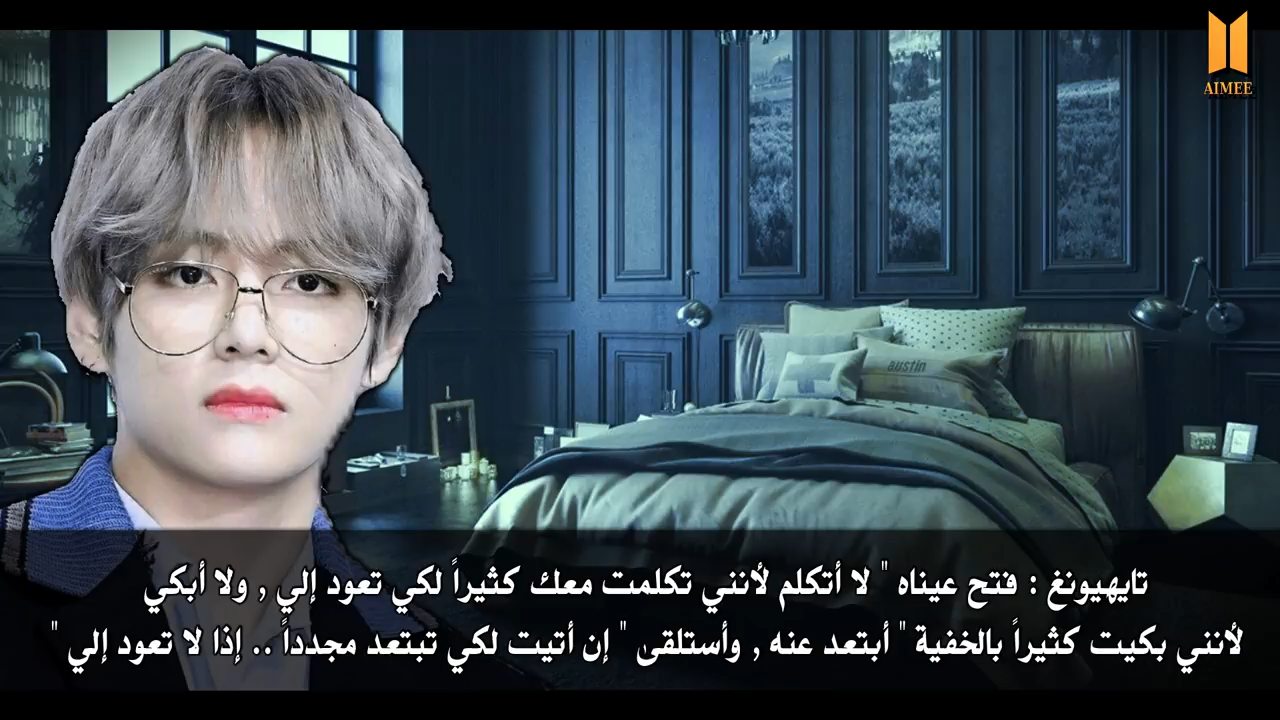 AIMEE
austin
تايهيونغ : فتح عيناه " لا أتكلم لأنني تكلمت معك كثيراً لكي تعود إلي , ولا أبكي
لأنني بكيت كثيراً بالخفية " أبتعد عنه , وأستلقى " إن أتيت لكي تبتعد مجدداً .. إذا لا تعود إلي "